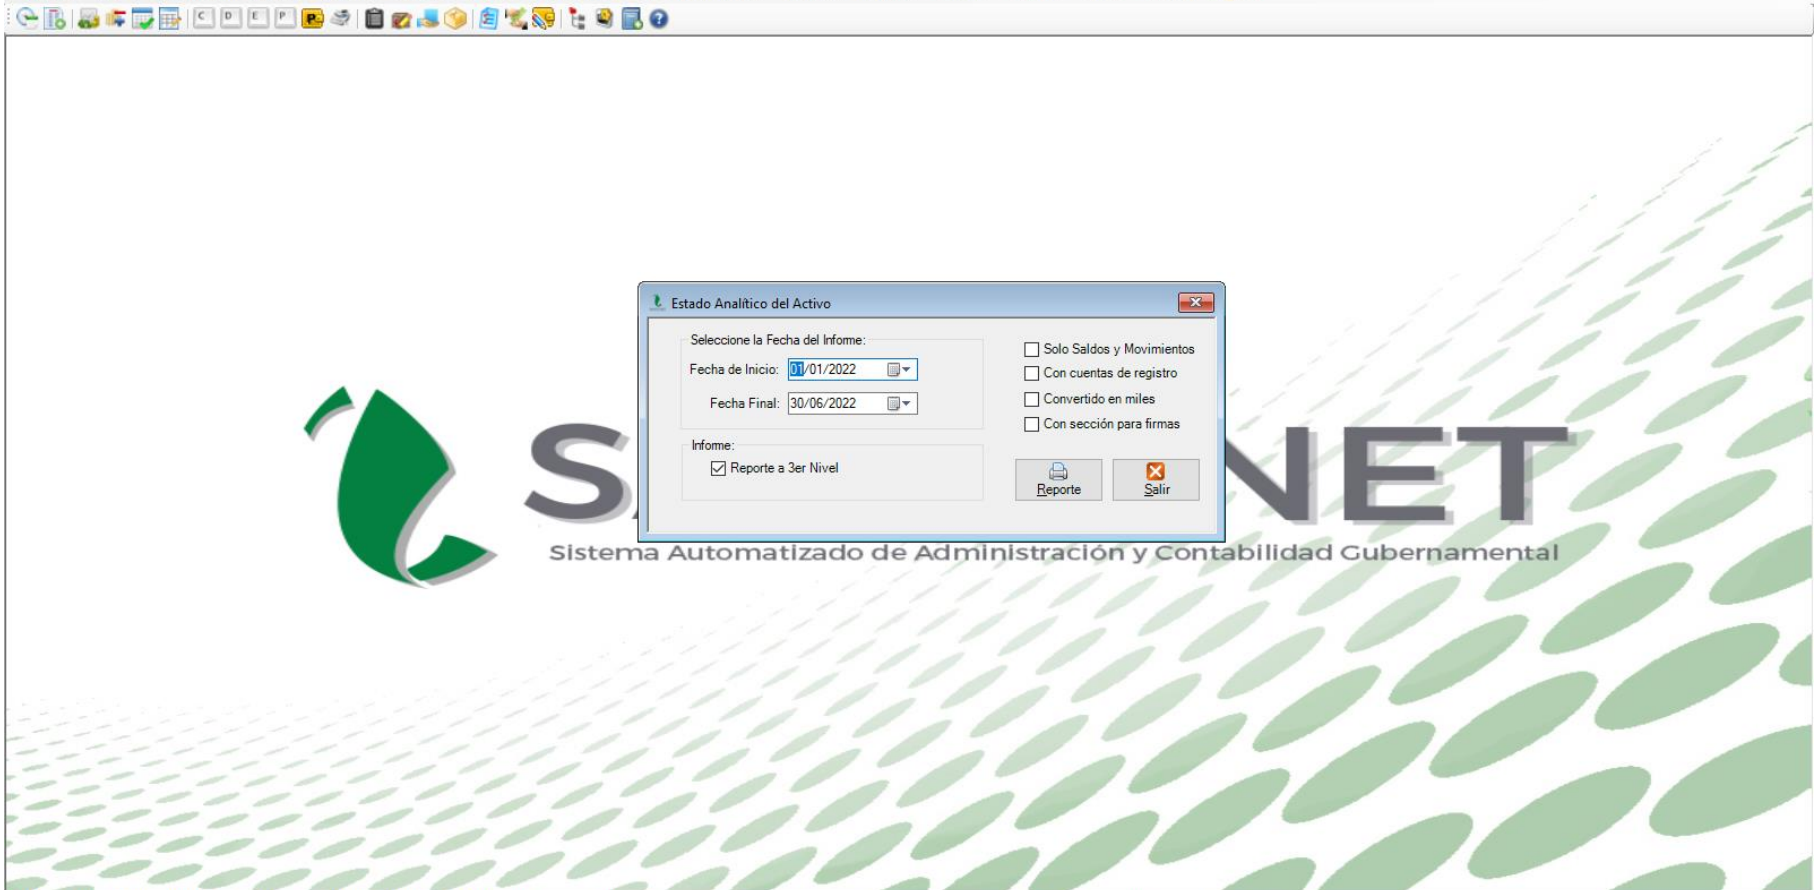 C D E P P
Estado Analítico del Activo
Seleccione la Fecha del Informe:
Fecha de Inicio: 01/01/2022
Fecha Final: 30/06/2022
Informe:
Reporte a 3er Nivel
Solo Saldos y Movimientos
Con cuentas de registro
Convertido en miles
Con sección para firmas
Reporte
Salir
NET
Sistema Automatizado de Administración y Contabilidad Gubernamental